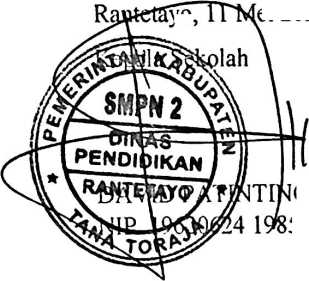 Rantetayo, 11 Me
Kepala Sekolah
PEMERINTAH KABUPATEN
SMPN 2
DINAS
PENDIDIKAN
RANTETAYO
TANA TORAJA
DAVID PATINTIN
NIP. 19630624 198